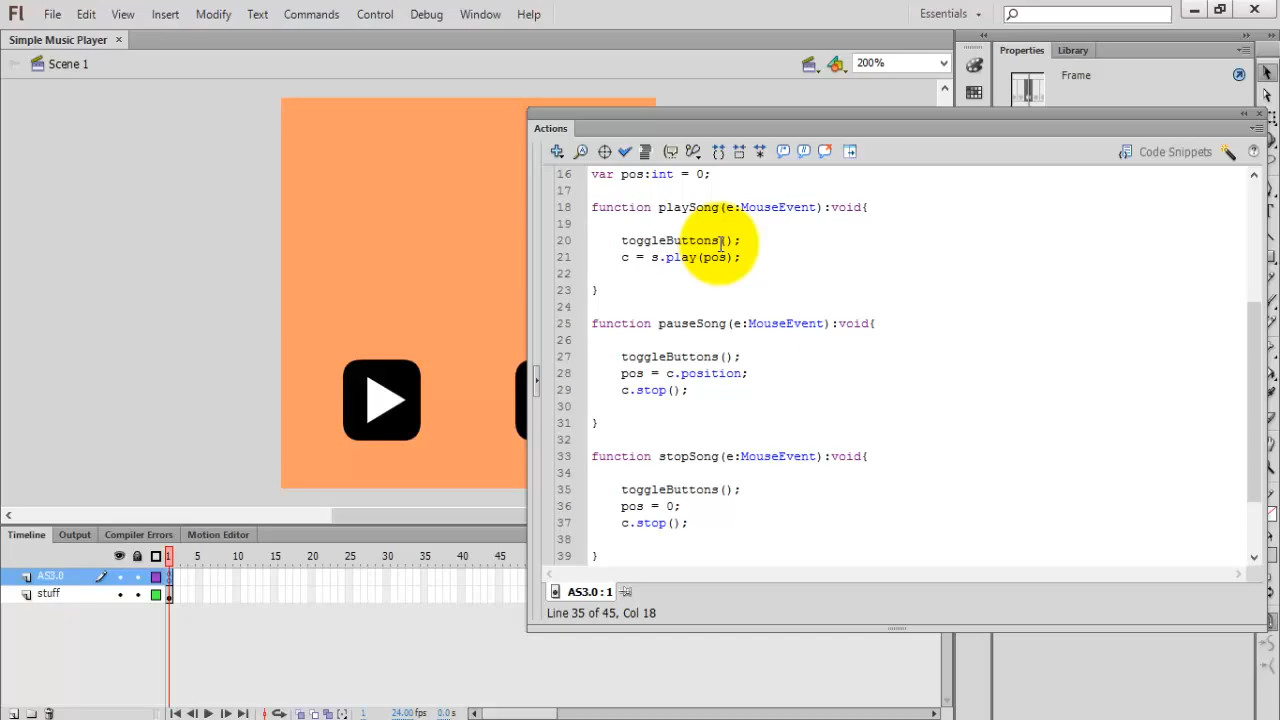 Fl File Edit View Insert Modify Text Commands Control Debug Window Help Essentials
Simple Music Player ×
Scene 1 200%
Properties Library
Frame
Actions
Code Snippets
16 var pos:int = 0;
17
18 function playSong(e:MouseEvent):void{
19
20 toggleButtons();
21 c = s.play(pos);
22
23 }
24
25 function pauseSong(e:MouseEvent):void{
26
27 toggleButtons();
28 pos = c.position;
29 c.stop();
30
31 }
32
33 function stopSong(e:MouseEvent):void{
34
35 toggleButtons();
36 pos = 0;
37 c.stop();
38
39 }
AS3.0 : 1
Line 35 of 45, Col 18
Timeline Output Compiler Errors Motion Editor
1 5 10 15 20 25 30 35 40 45
AS3.0
stuff
1 24.00 fps 0.0 s